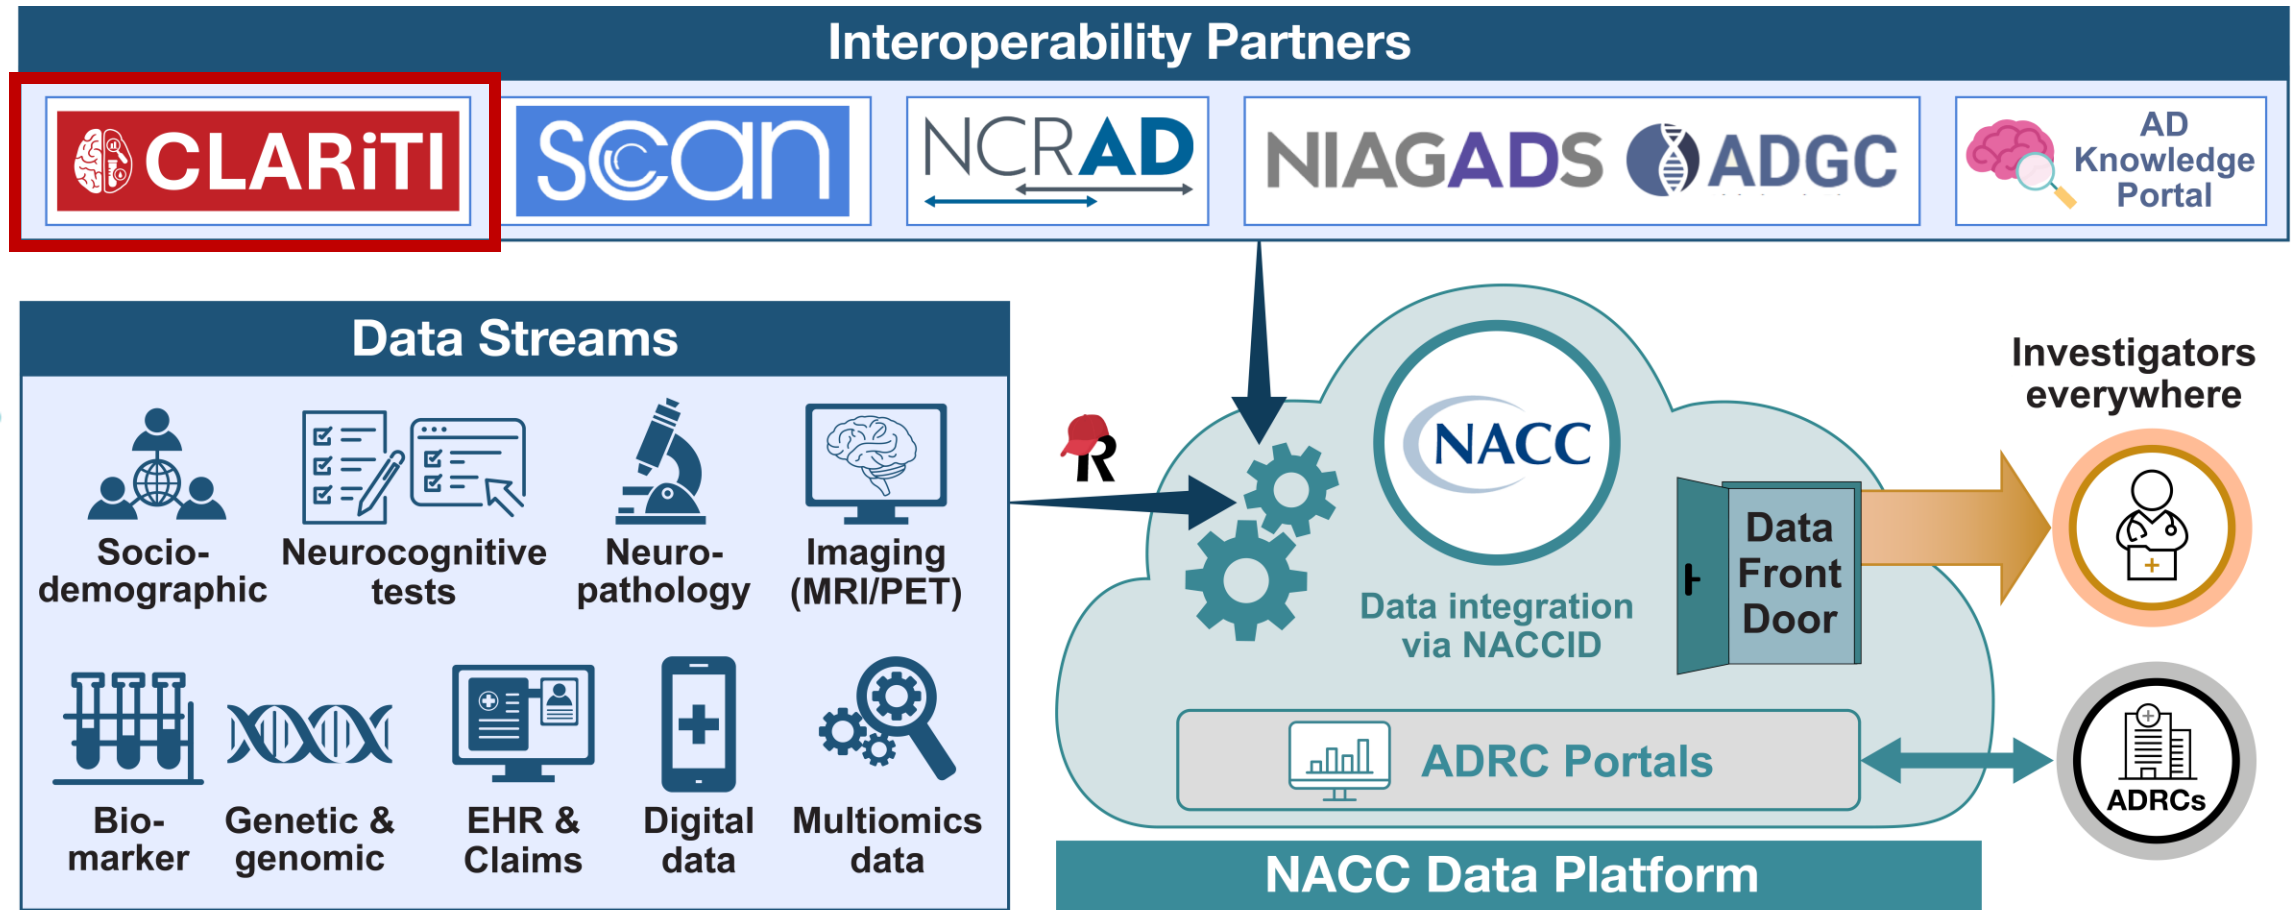 Interoperability Partners
CLARiTI
scan
NCRAD
NIAGADS
ADGC
AD
Knowledge
Portal
Data Streams
Socio-
demographic
Neurocognitive
tests
Neuro-
pathology
Imaging
(MRI/PET)
Bio-
marker
Genetic &
genomic
EHR &
Claims
Digital
data
Multiomics
data
R
NACC
Data integration
via NACCID
Data
Front
Door
ADRC Portals
NACC Data Platform
Investigators
everywhere
ADRCs